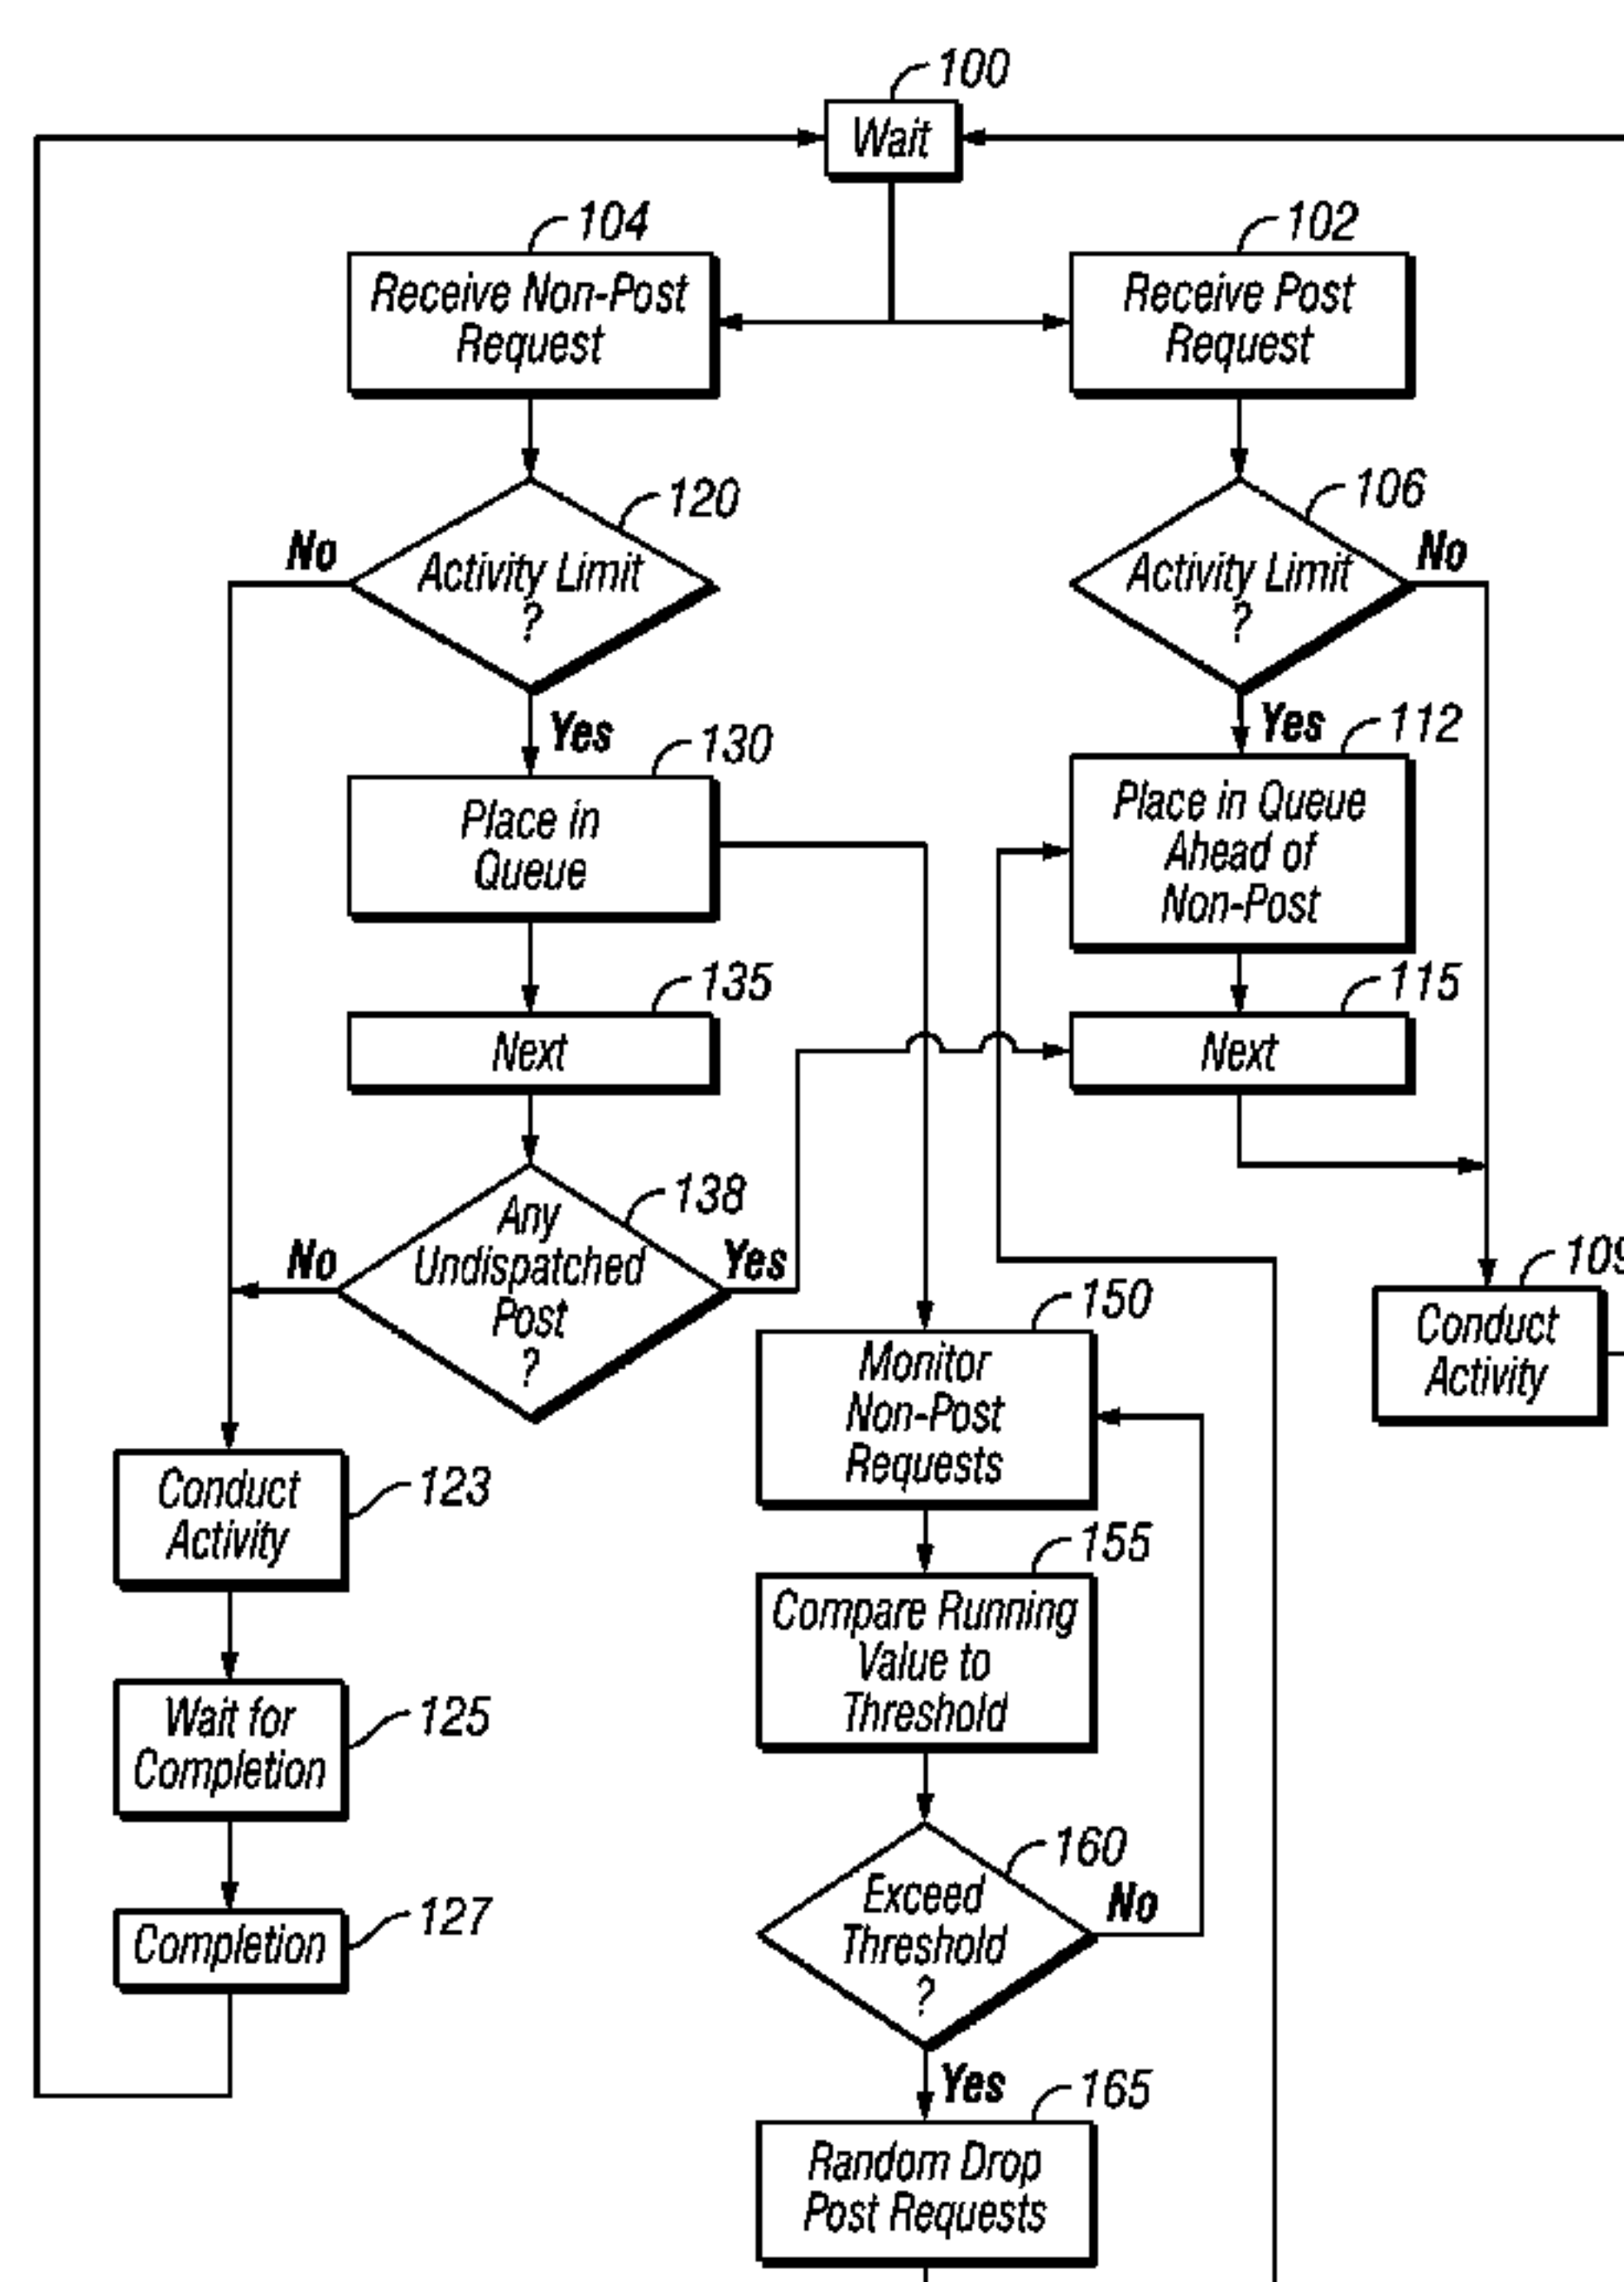 100
Wait
104
Receive Non-Post
Request
102
Receive Post
Request
120
Activity Limit
?
No
Yes
106
Activity Limit
?
No
Yes
130
Place in
Queue
112
Place in Queue
Ahead of
Non-Post
135
Next
115
Next
138
Any
Undispatched
Post
?
No
Yes
109
Conduct
Activity
150
Monitor
Non-Post
Requests
123
Conduct
Activity
155
Compare Running
Value to
Threshold
125
Wait for
Completion
160
Exceed
Threshold
?
No
Yes
127
Completion
165
Random Drop
Post Requests